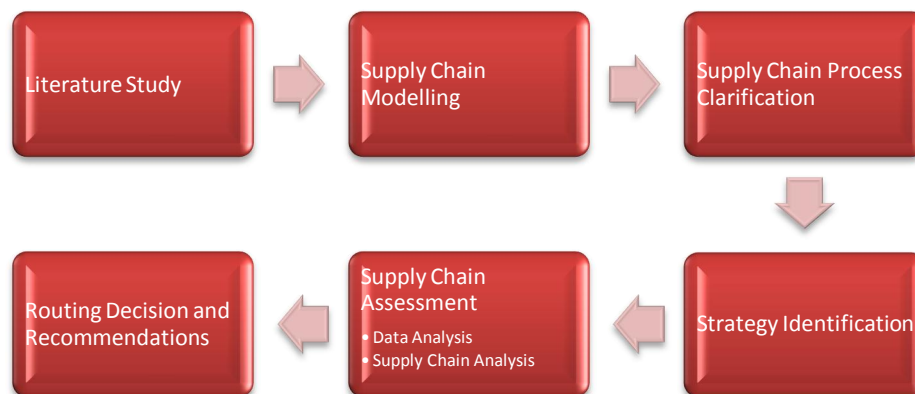 Literature Study
Supply Chain
Modelling
Supply Chain Process
Clarification
Strategy Identification
Supply Chain
Assessment
• Data Analysis
• Supply Chain Analysis
Routing Decision and
Recommendations